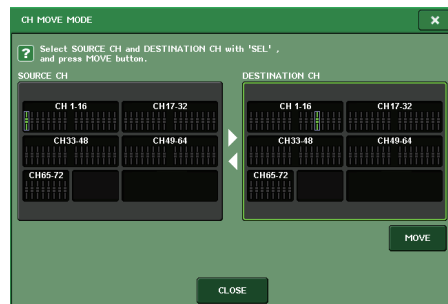 CH MOVE MODE
×
? Select SOURCE CH and DESTINATION CH with 'SEL' ,
and press MOVE button.
SOURCE CH
DESTINATION CH
CH 1-16
CH17-32
CH 1-16
CH17-32
CH33-48
CH49-64
CH33-48
CH49-64
CH65-72
CH65-72
MOVE
CLOSE